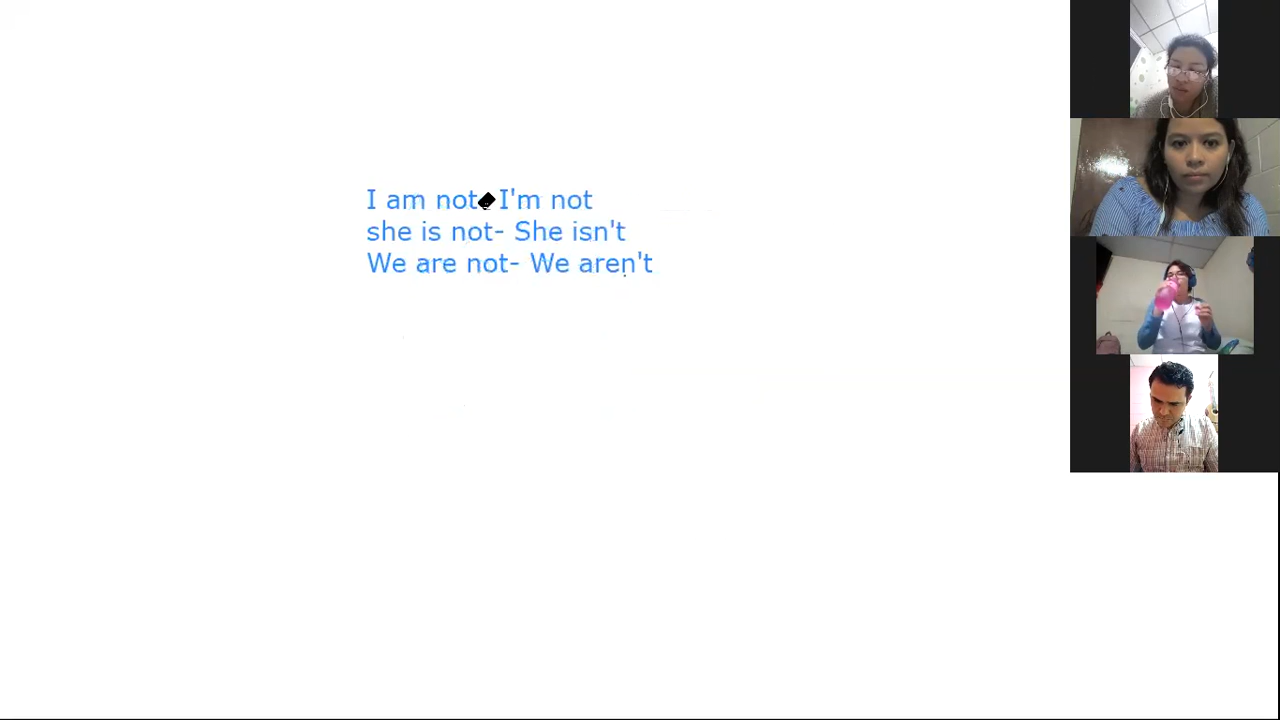 I am not- I'm not
she is not- She isn't
We are not- We aren't